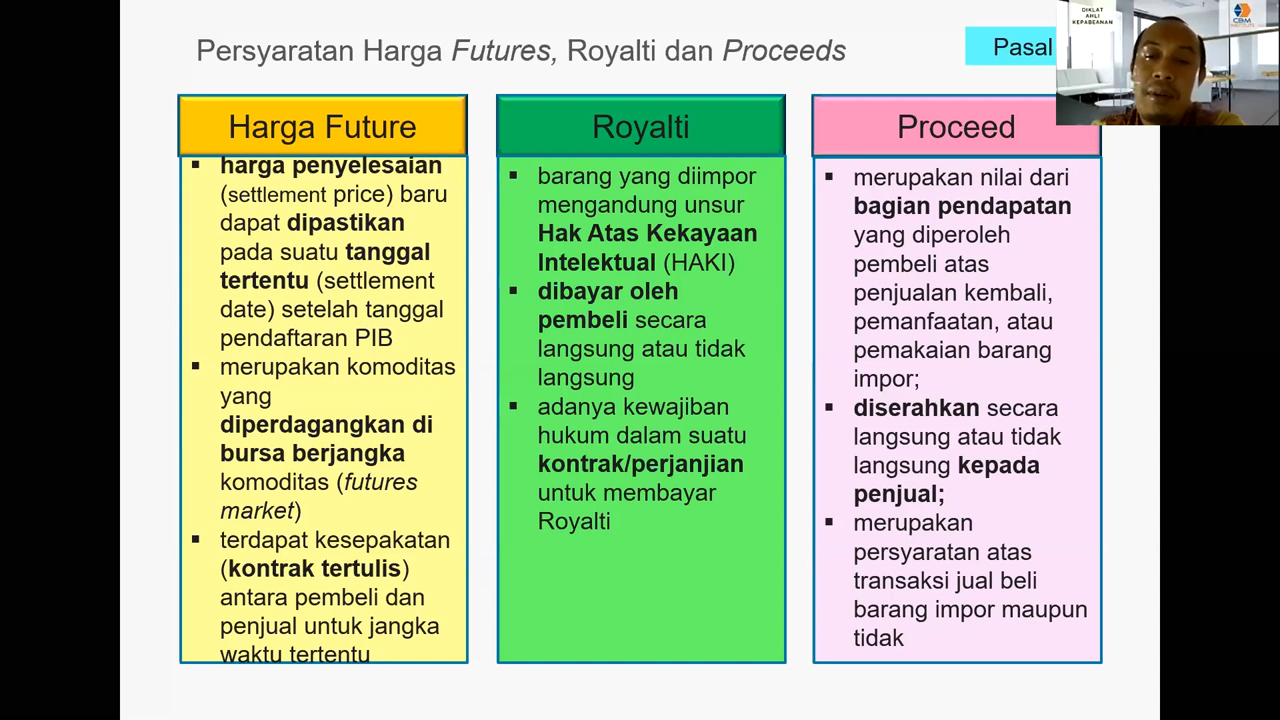 Persyaratan Harga Futures, Royalti dan Proceeds
Pasal
DIKLAT
AHLI
KEPABEANAN
CBM
INSTITUTE
Harga Future
▪ harga penyelesaian
(settlement price) baru
dapat dipastikan
pada suatu tanggal
tertentu (settlement
date) setelah tanggal
pendaftaran PIB
▪ merupakan komoditas
yang
diperdagangkan di
bursa berjangka
komoditas (futures
market)
▪ terdapat kesepakatan
(kontrak tertulis)
antara pembeli dan
penjual untuk jangka
waktu tertentu
Royalti
▪ barang yang diimpor
mengandung unsur
Hak Atas Kekayaan
Intelektual (HAKI)
▪ dibayar oleh
pembeli secara
langsung atau tidak
langsung
▪ adanya kewajiban
hukum dalam suatu
kontrak/perjanjian
untuk membayar
Royalti
Proceed
▪ merupakan nilai dari
bagian pendapatan
yang diperoleh
pembeli atas
penjualan kembali,
pemanfaatan, atau
pemakaian barang
impor;
▪ diserahkan secara
langsung atau tidak
langsung kepada
penjual;
▪ merupakan
persyaratan atas
transaksi jual beli
barang impor maupun
tidak